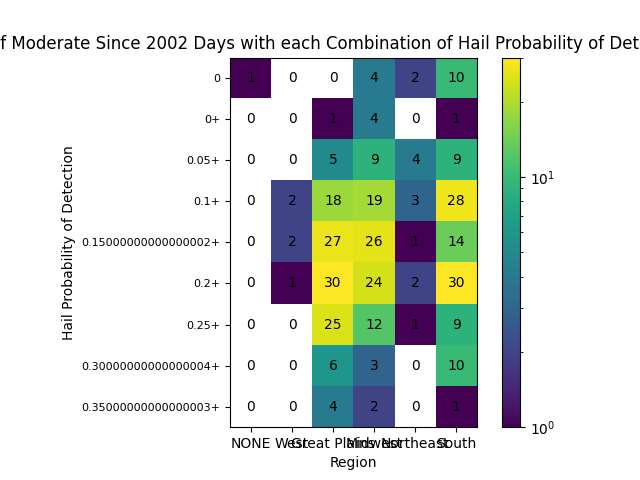 f Moderate Since 2002 Days with each Combination of Hail Probability of Det
Hail Probability of Detection
0 1 0 0 4 2 10
0+ 0 0 1 4 0 1
0.05+ 0 0 5 9 4 9
0.1+ 0 2 18 19 3 28
0.15000000000000002+ 0 2 27 26 1 14
0.2+ 0 1 30 24 2 30
0.25+ 0 0 25 12 1 9
0.30000000000000004+ 0 0 6 3 0 10
0.35000000000000003+ 0 0 4 2 0 1
NONE West Great Plains Midwest Northeast South
Region
10¹
10⁰